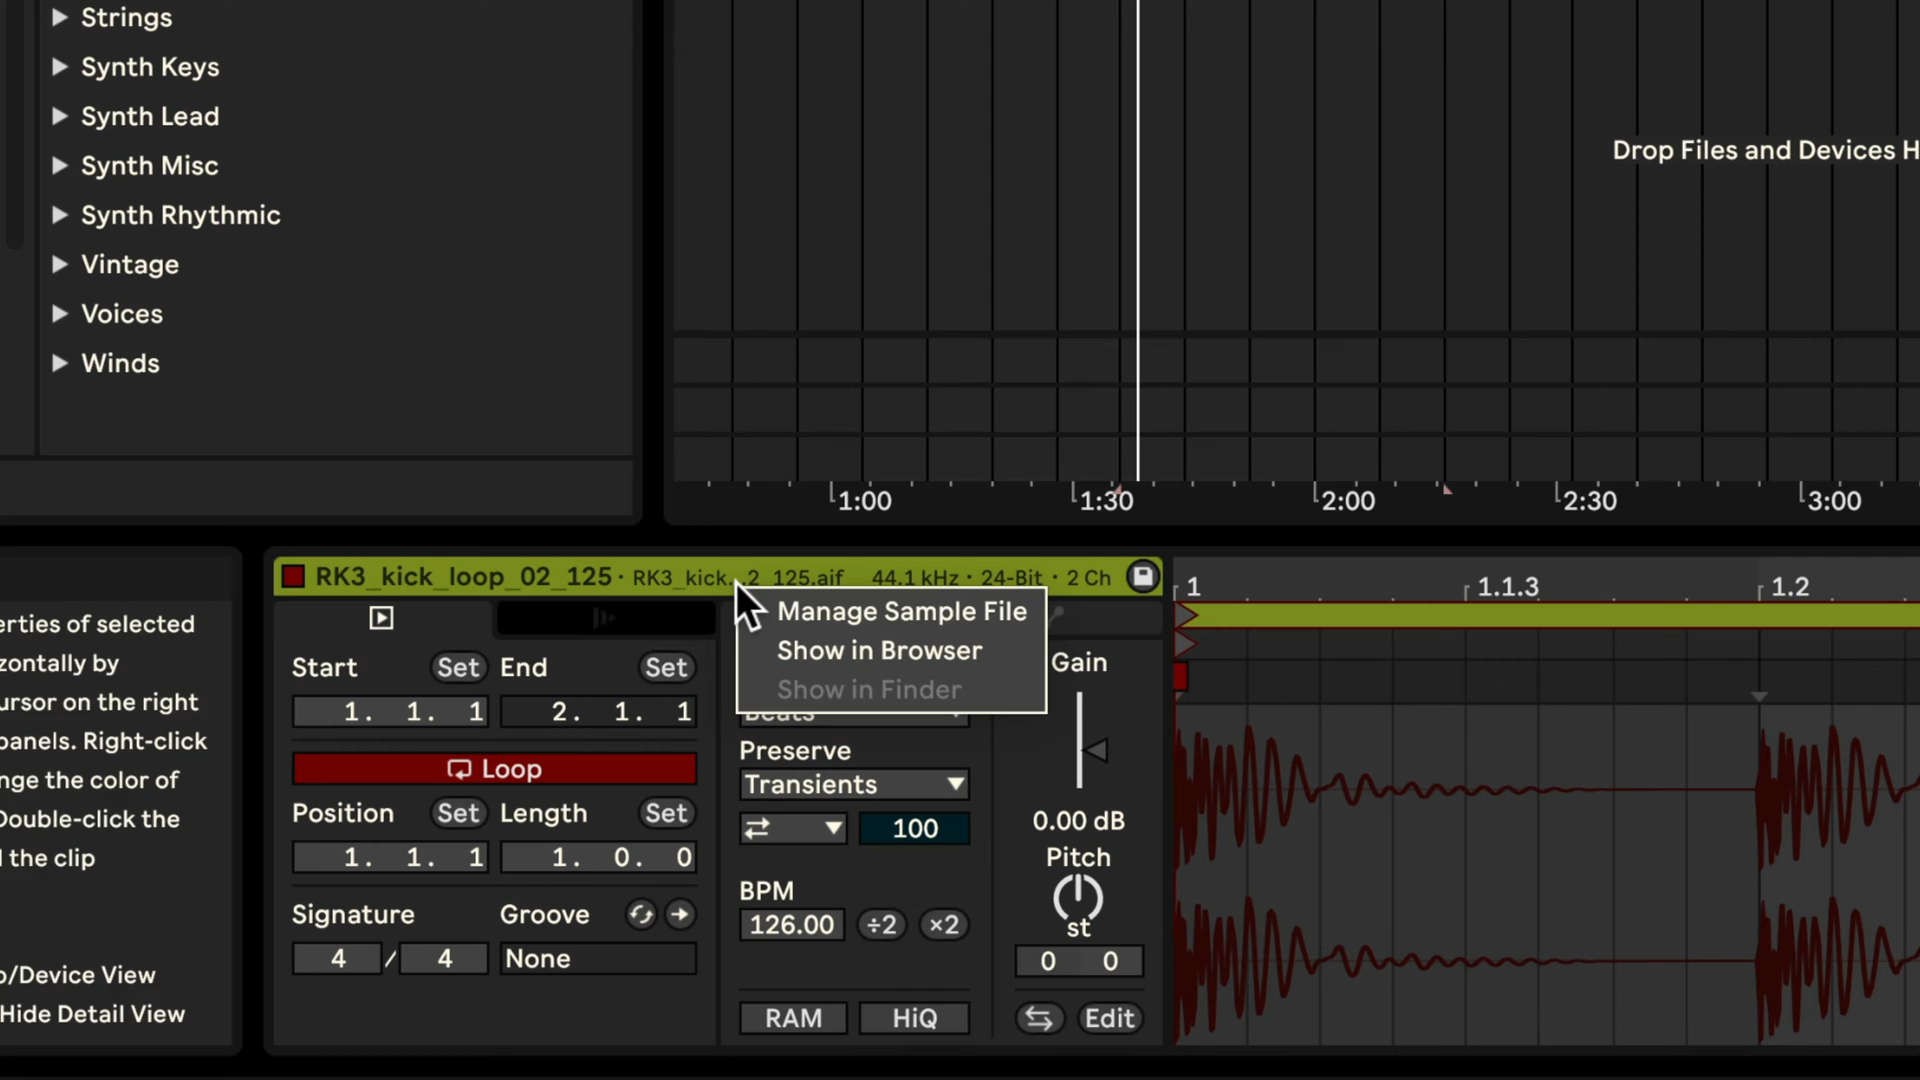 Strings
Synth Keys
Synth Lead
Synth Misc
Synth Rhythmic
Vintage
Voices
Winds
Drop Files and Devices H
1:00
1:30
2:00
2:30
3:00
erties of selected
zontally by
ursor on the right
panels. Right-click
nge the color of
Double-click the
the clip
o/Device View
Hide Detail View
RK3_kick_loop_02_125 · RK3_kick...2_125.aif 44.1 kHz · 24-Bit · 2 Ch
Manage Sample File
Show in Browser
Show in Finder
Start Set End Set
1. 1. 1 2. 1. 1
Loop
Position Set Length Set
1. 1. 1 1. 0. 0
Signature Groove
4 / 4 None
Beats
Preserve
Transients
100
BPM
126.00 ÷2 ×2
RAM HiQ
Gain
0.00 dB
Pitch
st
0 0
Edit
1 1.1.3 1.2